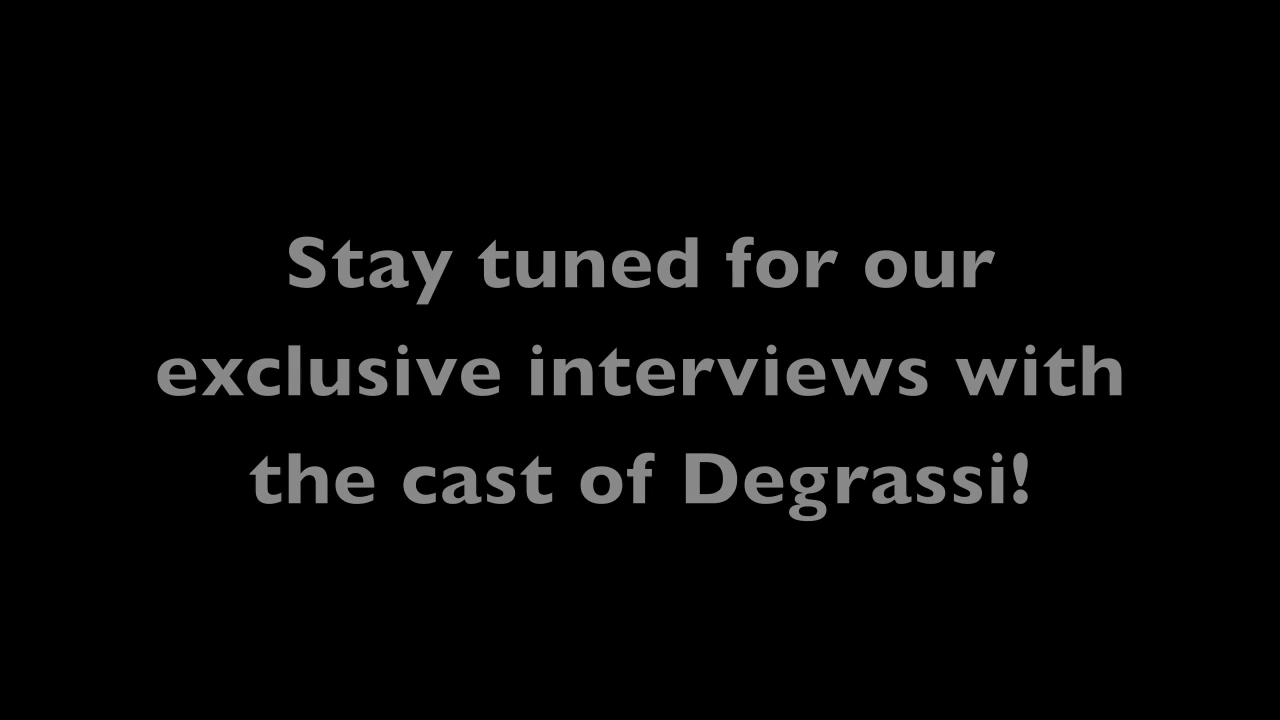 Stay tuned for our
exclusive interviews with
the cast of Degrassi!